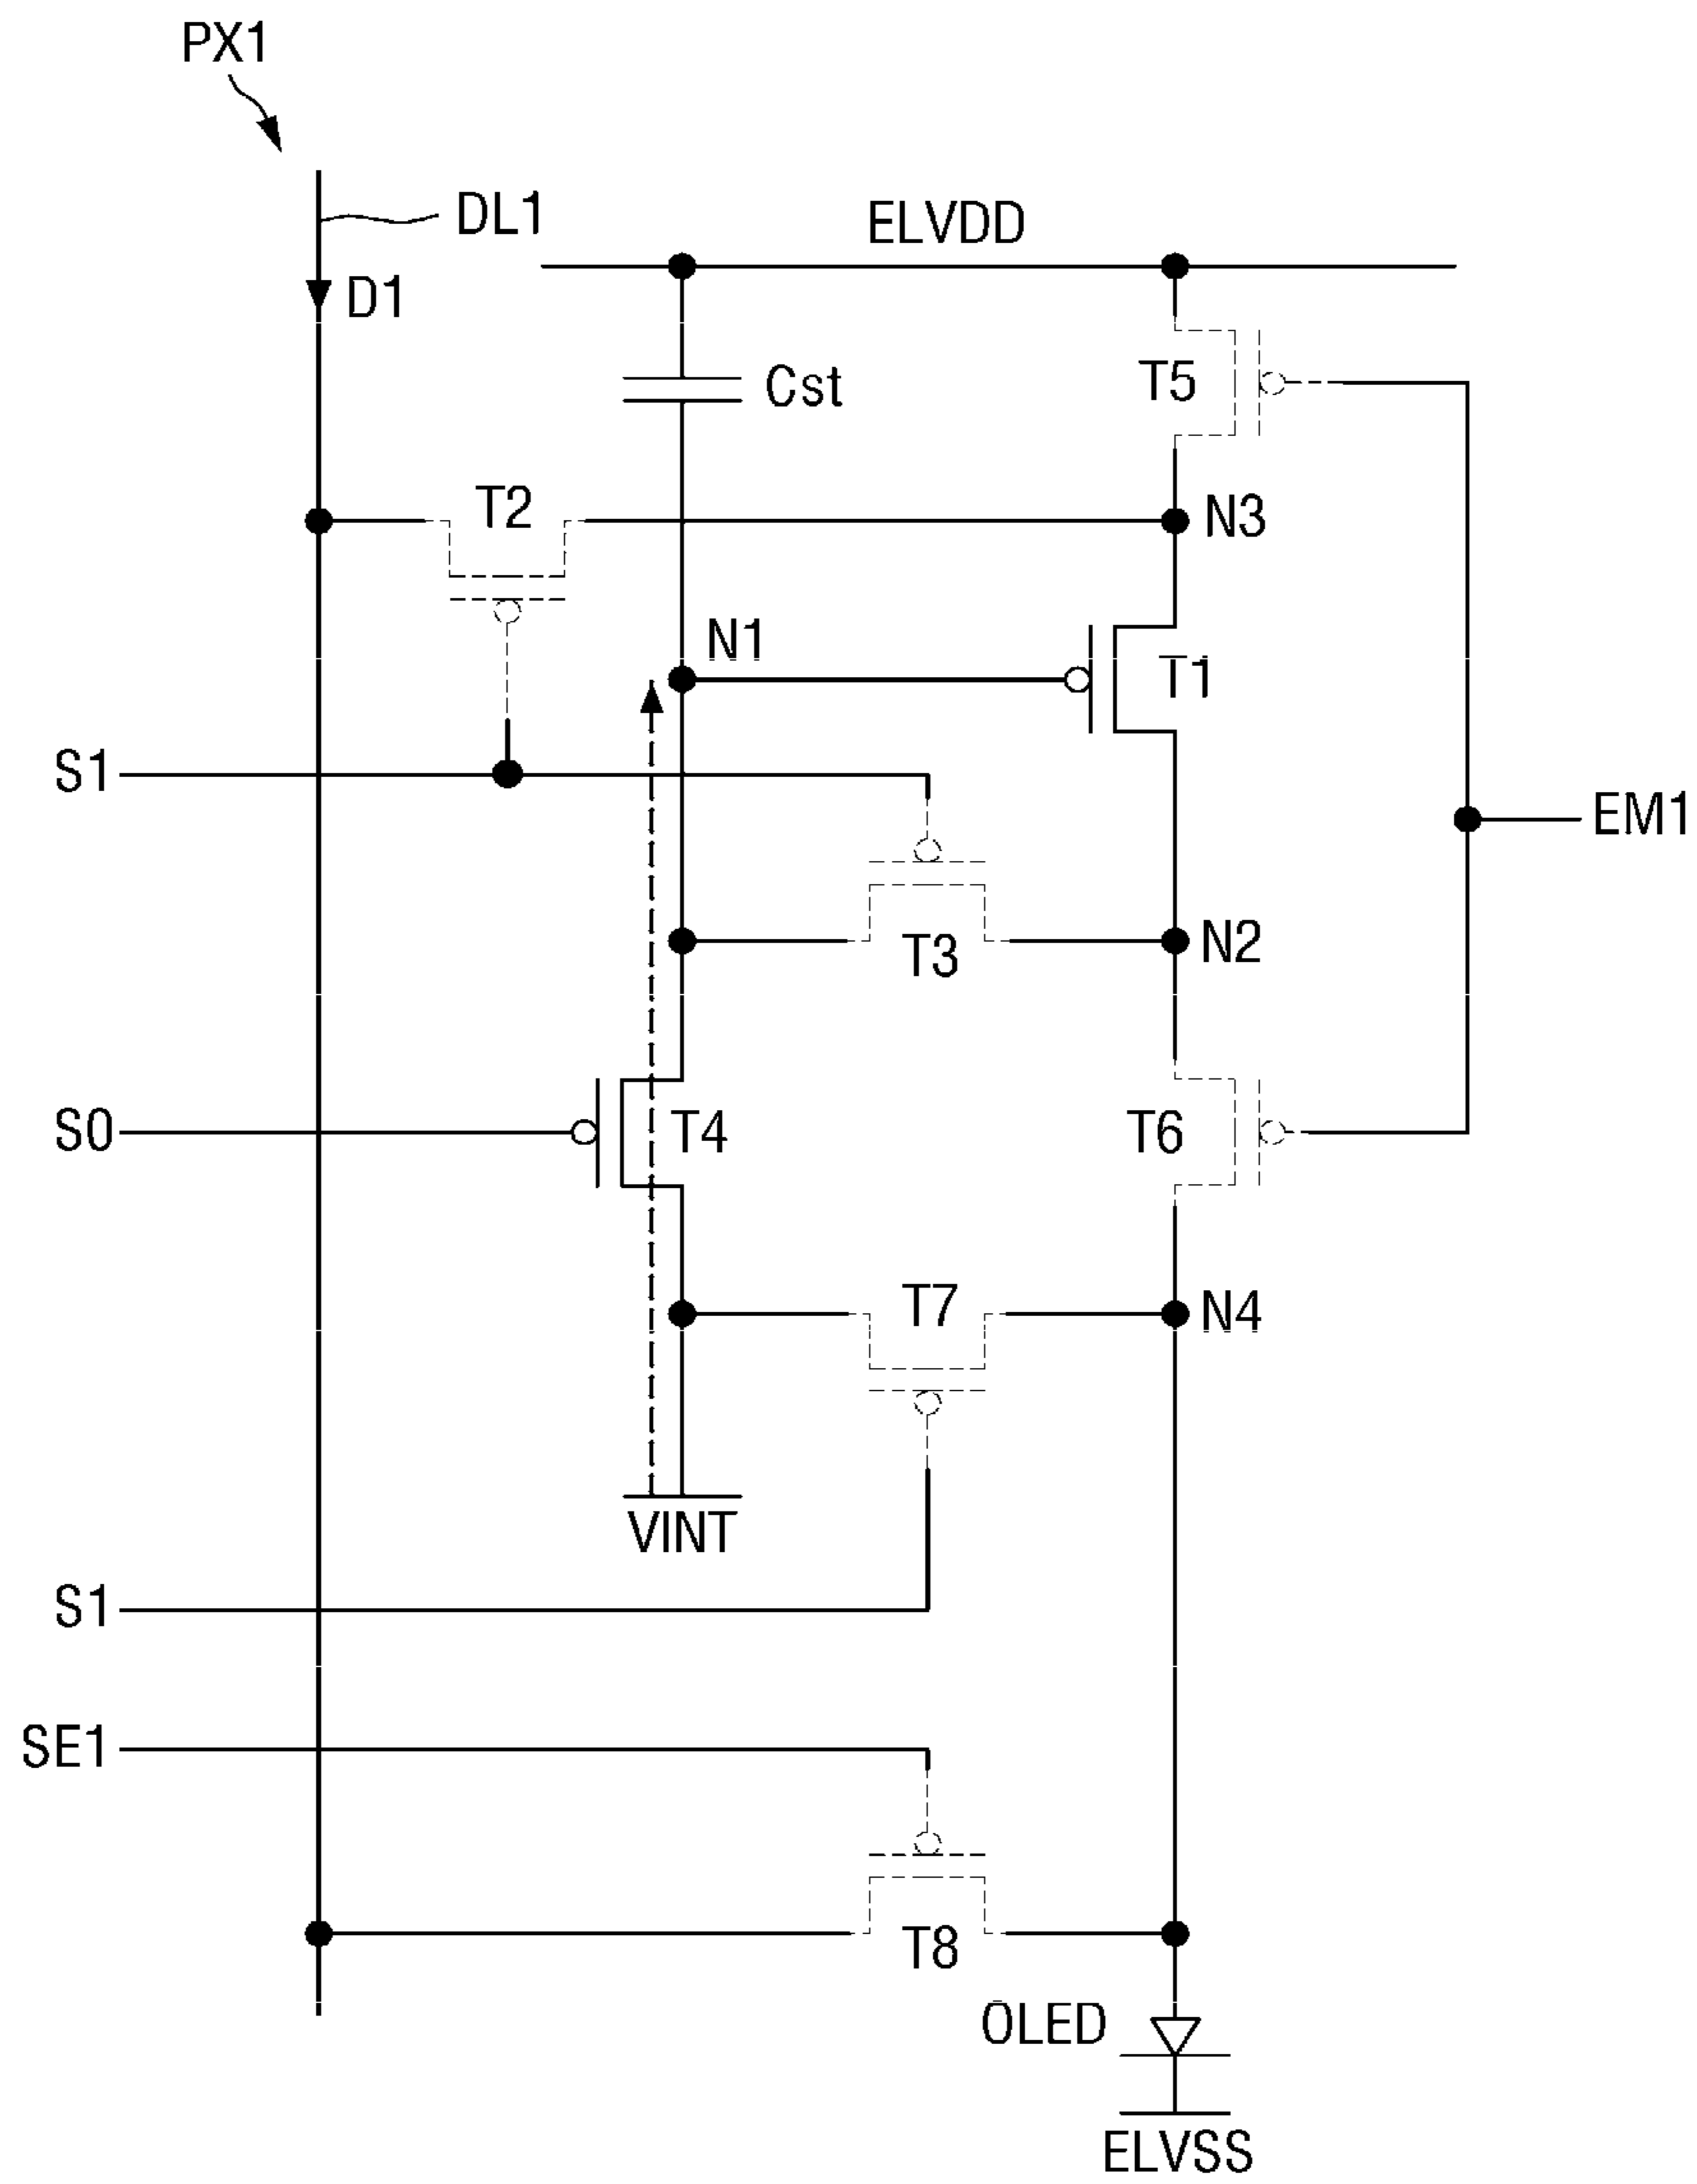 PX1
DL1
ELVDD
D1
T5
Cst
T2
N3
N1
T1
S1
EM1
T3
N2
S0
T4
T6
T7
N4
VINT
S1
SE1
T8
OLED
ELVSS